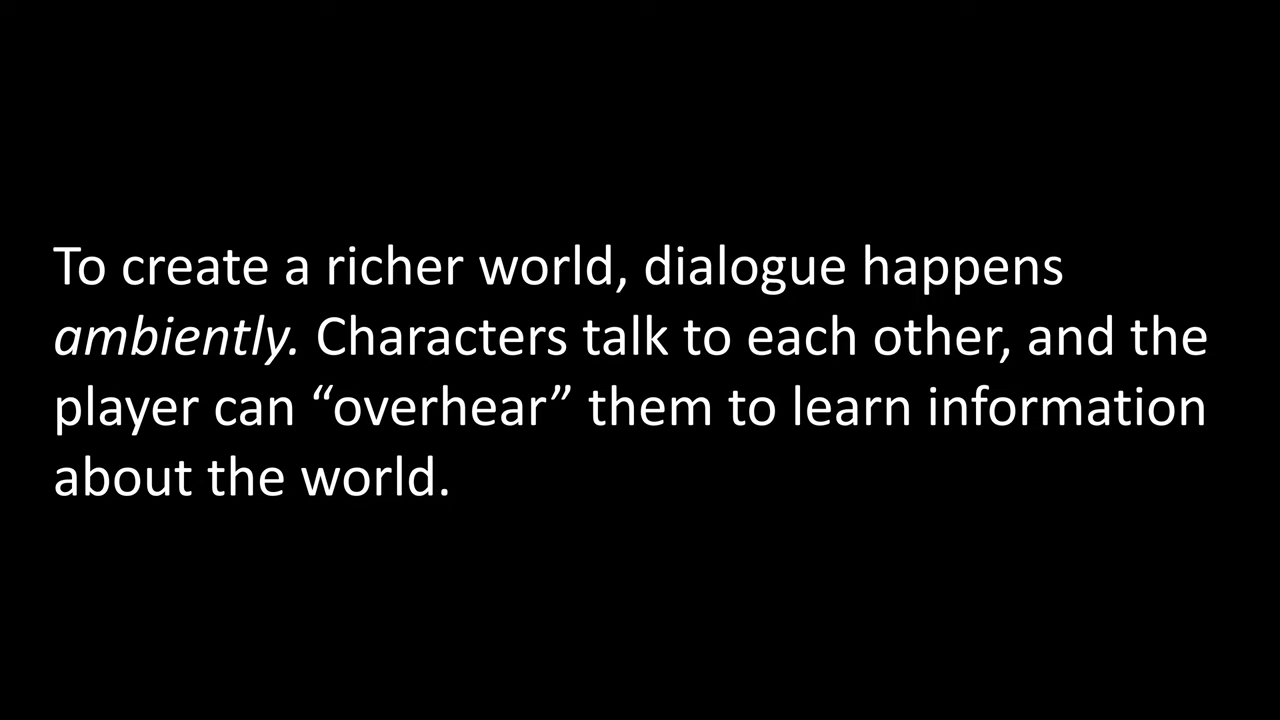 To create a richer world, dialogue happens
ambiently. Characters talk to each other, and the
player can “overhear” them to learn information
about the world.